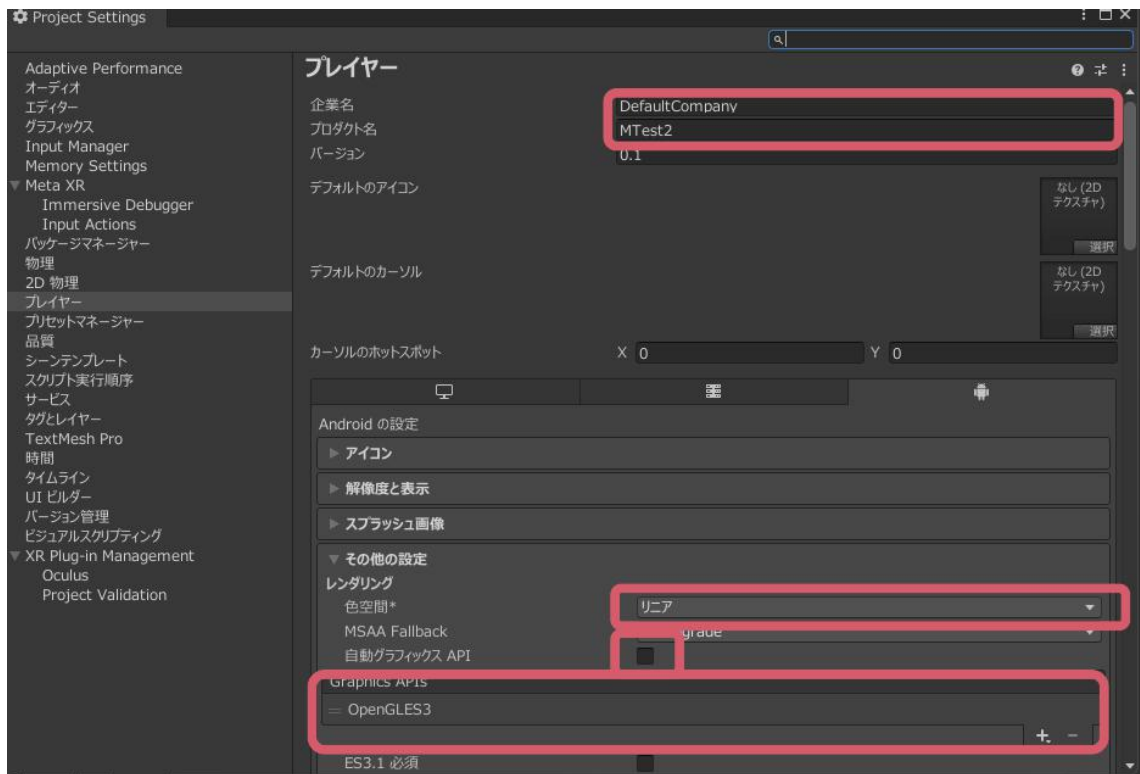 Project Settings
Adaptive Performance
オーディオ
エディター
グラフィックス
Input Manager
Memory Settings
Meta XR
Immersive Debugger
Input Actions
パッケージマネージャー
物理
2D 物理
プレイヤー
プリセットマネージャー
品質
シーンテンプレート
スクリプト実行順序
サービス
タグとレイヤー
TextMesh Pro
時間
タイムライン
UI ビルダー
バージョン管理
ビジュアルスクリプティング
XR Plug-in Management
Oculus
Project Validation
プレイヤー
企業名 DefaultCompany
プロダクト名 MTest2
バージョン 0.1
デフォルトのアイコン
なし (2D
テクスチャ)
選択
デフォルトのカーソル
なし (2D
テクスチャ)
選択
カーソルのホットスポット X 0 Y 0
Android の設定
アイコン
解像度と表示
スプラッシュ画像
その他の設定
レンダリング
色空間* リニア
MSAA Fallback
自動グラフィックス API
Graphics APIs
OpenGLES3
ES3.1 必須